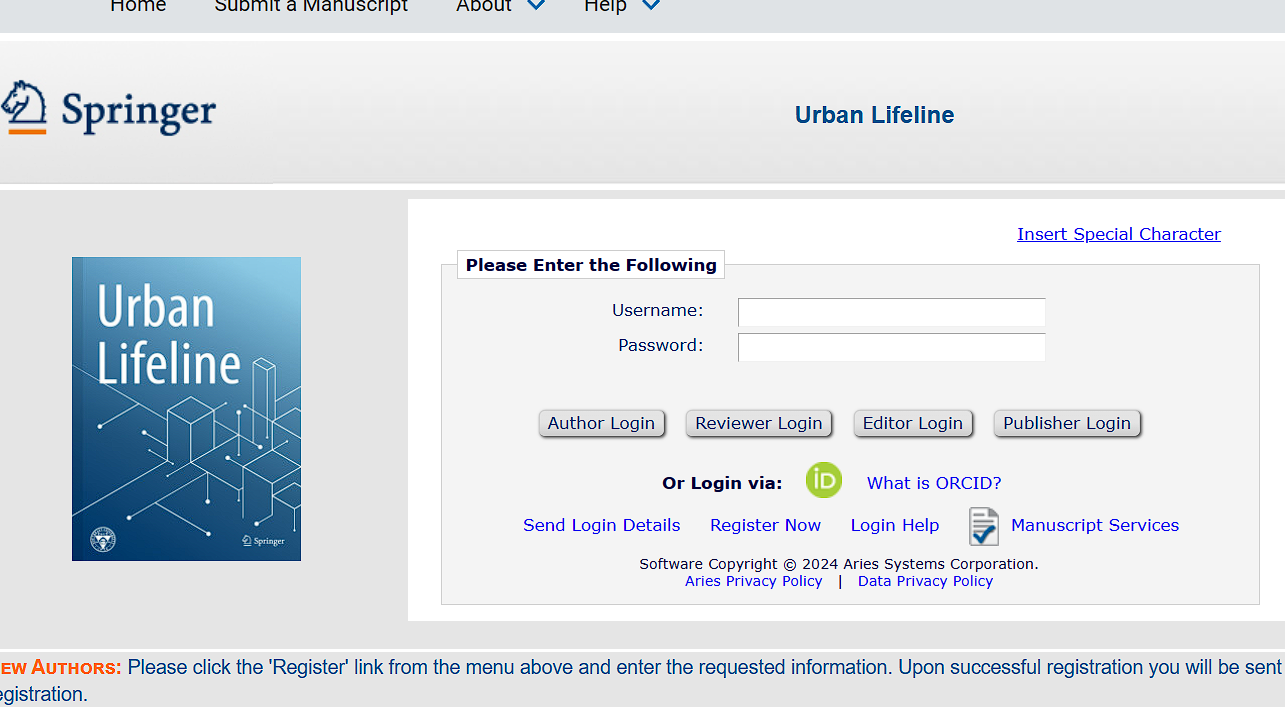 Home Submit a Manuscript About Help
Springer
Urban Lifeline
Insert Special Character
Urban
Lifeline
Springer
Please Enter the Following
Username:
Password:
Author Login Reviewer Login Editor Login Publisher Login
Or Login via: iD What is ORCID?
Send Login Details Register Now Login Help Manuscript Services
Software Copyright © 2024 Aries Systems Corporation.
Aries Privacy Policy | Data Privacy Policy
EW AUTHORS: Please click the 'Register' link from the menu above and enter the requested information. Upon successful registration you will be sent
egistration.